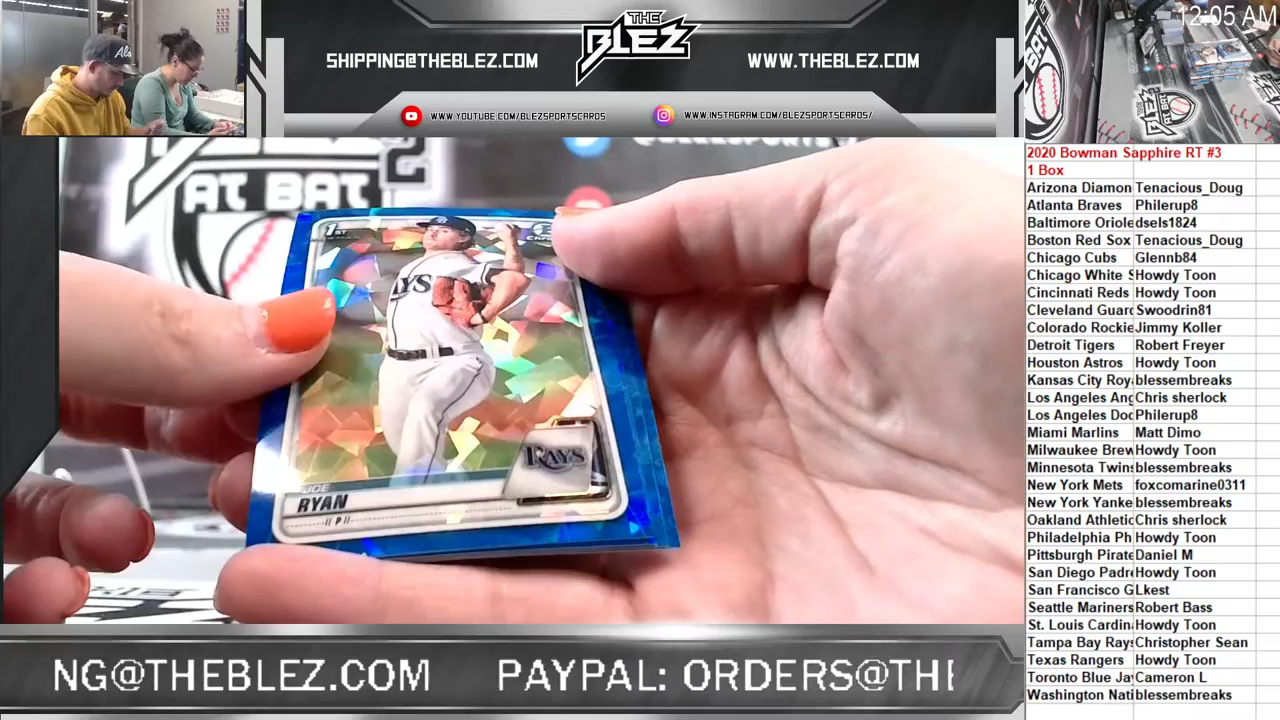 THE
BLEZ
SHIPPING@THEBLEZ.COM
WWW.THEBLEZ.COM
WWW.YOUTUBE.COM/BLEZSPORTSCARDS
WWW.INSTAGRAM.COM/BLEZSPORTSCARDS/
12:05 AM
AT BAT
2
AT BAT
1ST
RAYS
JOE
RYAN
P
RAYS
2020 Bowman Sapphire RT #3
1 Box
Arizona Diamon Tenacious_Doug
Atlanta Braves Philerup8
Baltimore Oriole dsels1824
Boston Red Sox Tenacious_Doug
Chicago Cubs Glennb84
Chicago White S Howdy Toon
Cincinnati Reds Howdy Toon
Cleveland Guard Swoodrin81
Colorado Rockie Jimmy Koller
Detroit Tigers Robert Freyer
Houston Astros Howdy Toon
Kansas City Roy blessembreaks
Los Angeles Ang Chris sherlock
Los Angeles Dod Philerup8
Miami Marlins Matt Dimo
Milwaukee Brew Howdy Toon
Minnesota Twins blessembreaks
New York Mets foxcomarine0311
New York Yanke blessembreaks
Oakland Athletic Chris sherlock
Philadelphia Ph Howdy Toon
Pittsburgh Pirate Daniel M
San Diego Padre Howdy Toon
San Francisco G Lkest
Seattle Mariners Robert Bass
St. Louis Cardina Howdy Toon
Tampa Bay Rays Christopher Sean
Texas Rangers Howdy Toon
Toronto Blue Jay Cameron L
Washington Nati blessembreaks
NG@THEBLEZ.COM PAYPAL: ORDERS@THE